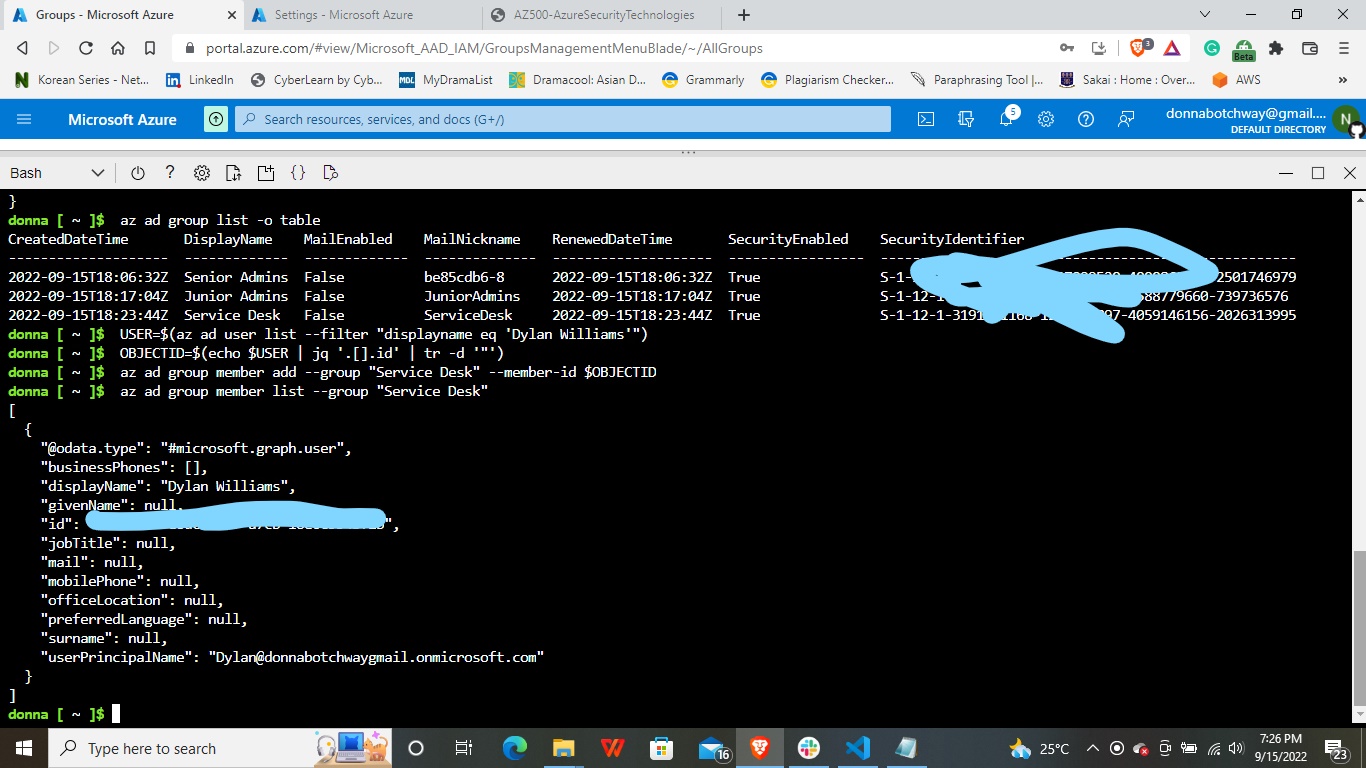 Groups - Microsoft Azure
Settings - Microsoft Azure
AZ500-AzureSecurityTechnologies
portal.azure.com/#view/Microsoft_AAD_IAM/GroupsManagementMenuBlade/~/AllGroups
3
Beta
Korean Series - Net... LinkedIn CyberLearn by Cyb... MDL MyDramaList Dramacool: Asian D... Grammarly Plagiarism Checker... Paraphrasing Tool |... Sakai : Home : Over... AWS »
Microsoft Azure
Search resources, services, and docs (G+/)
5
donnabotchway@gmail....
DEFAULT DIRECTORY
N
Bash
}
donna [ ~ ]$ az ad group list -o table
CreatedDateTime DisplayName MailEnabled MailNickname RenewedDateTime SecurityEnabled SecurityIdentifier
2022-09-15T18:06:32Z Senior Admins False be85cdb6-8 2022-09-15T18:06:32Z True S-1- 2501746979
2022-09-15T18:17:04Z Junior Admins False JuniorAdmins 2022-09-15T18:17:04Z True S-1-12-1 588779660-739736576
2022-09-15T18:23:44Z Service Desk False ServiceDesk 2022-09-15T18:23:44Z True S-1-12-1-3191 -4059146156-2026313995
donna [ ~ ]$ USER=$(az ad user list --filter "displayname eq 'Dylan Williams'")
donna [ ~ ]$ OBJECTID=$(echo $USER | jq '.[].id' | tr -d '"')
donna [ ~ ]$ az ad group member add --group "Service Desk" --member-id $OBJECTID
donna [ ~ ]$ az ad group member list --group "Service Desk"
[
{
"@odata.type": "#microsoft.graph.user",
"businessPhones": [],
"displayName": "Dylan Williams",
"givenName": null,
"id": ",
"jobTitle": null,
"mail": null,
"mobilePhone": null,
"officeLocation": null,
"preferredLanguage": null,
"surname": null,
"userPrincipalName": "Dylan@donnabotchwaygmail.onmicrosoft.com"
}
]
donna [ ~ ]$
Type here to search
16
25°C
7:26 PM
9/15/2022
23